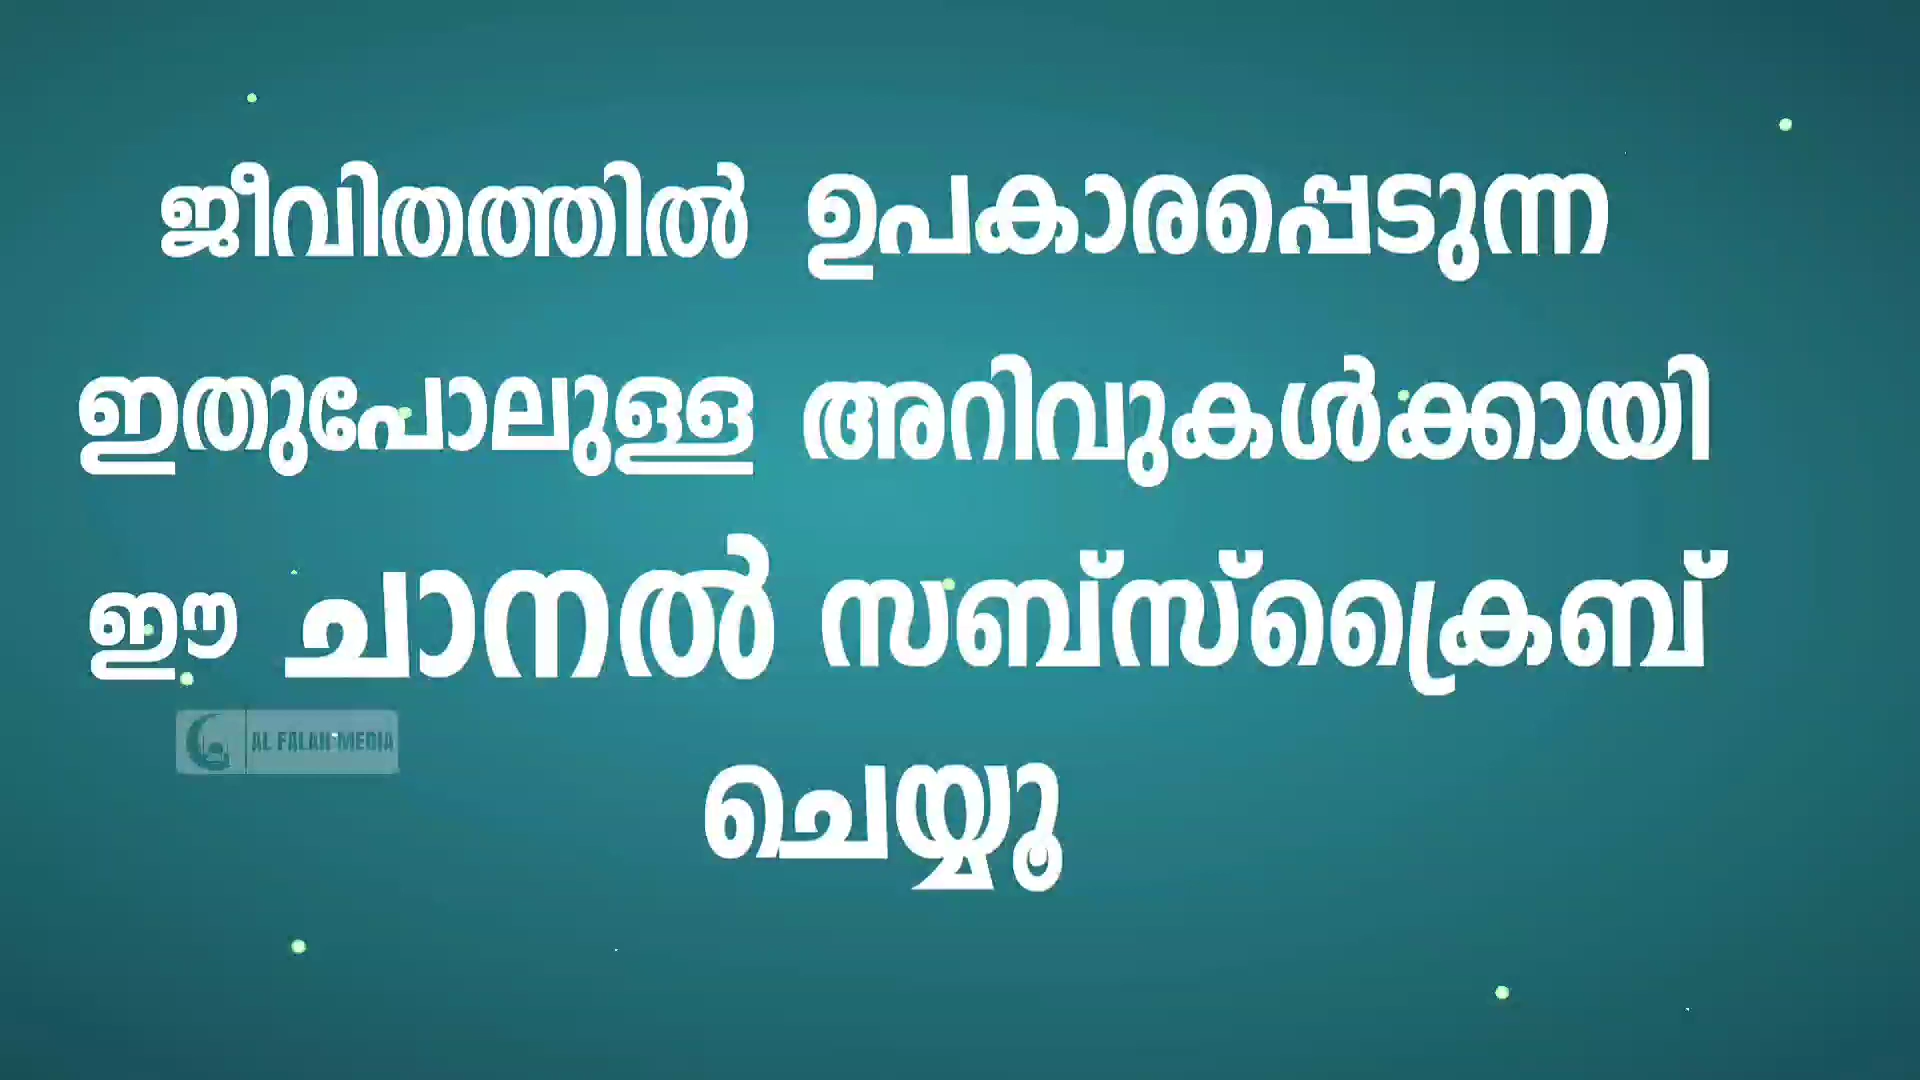 ജീവിതത്തിൽ ഉപകാരപ്പെടുന്ന
ഇതുപോലുള്ള അറിവുകൾക്കായി
ഈ ചാനൽ സബ്സ്ക്രൈബ്
AL FALAH MEDIA
ചെയ്യൂ